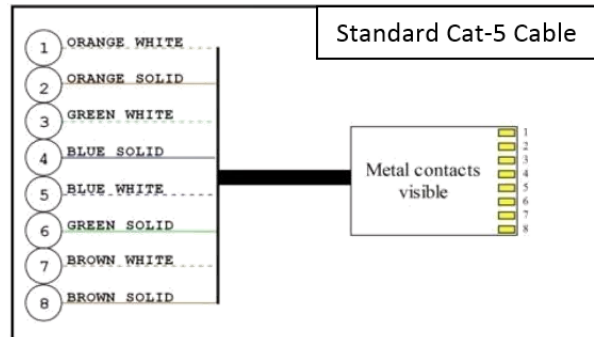 Standard Cat-5 Cable
1 ORANGE WHITE
2 ORANGE SOLID
3 GREEN WHITE
4 BLUE SOLID
5 BLUE WHITE
6 GREEN SOLID
7 BROWN WHITE
8 BROWN SOLID
Metal contacts
visible
1
2
3
4
5
6
7
8